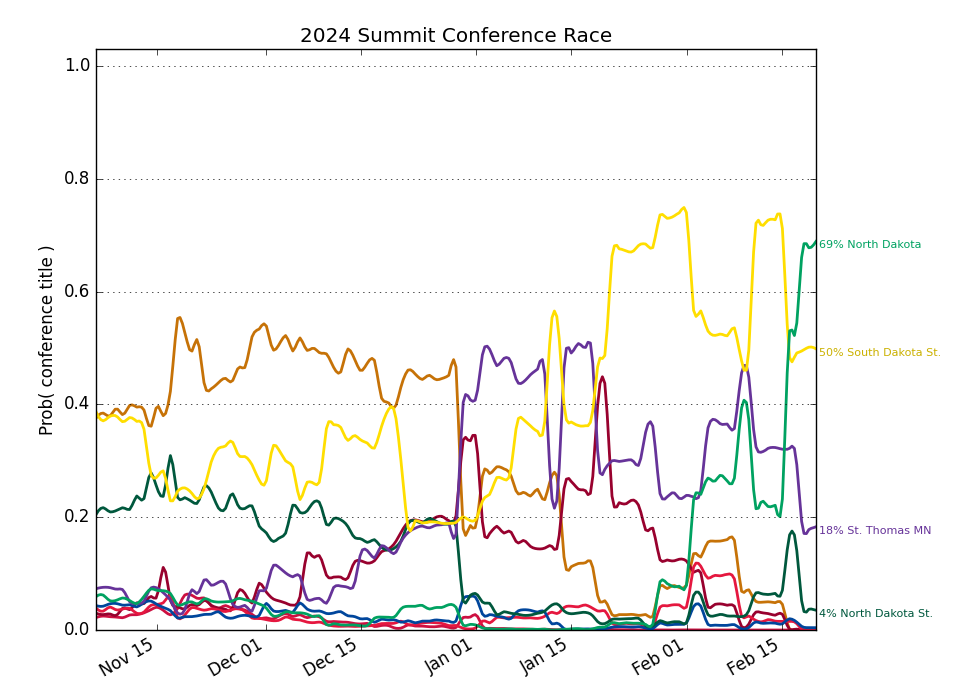 2024 Summit Conference Race
Prob( conference title )
1.0
0.8
0.6
0.4
0.2
0.0
69% North Dakota
50% South Dakota St.
18% St. Thomas MN
4% North Dakota St.
Nov 15
Dec 01
Dec 15
Jan 01
Jan 15
Feb 01
Feb 15